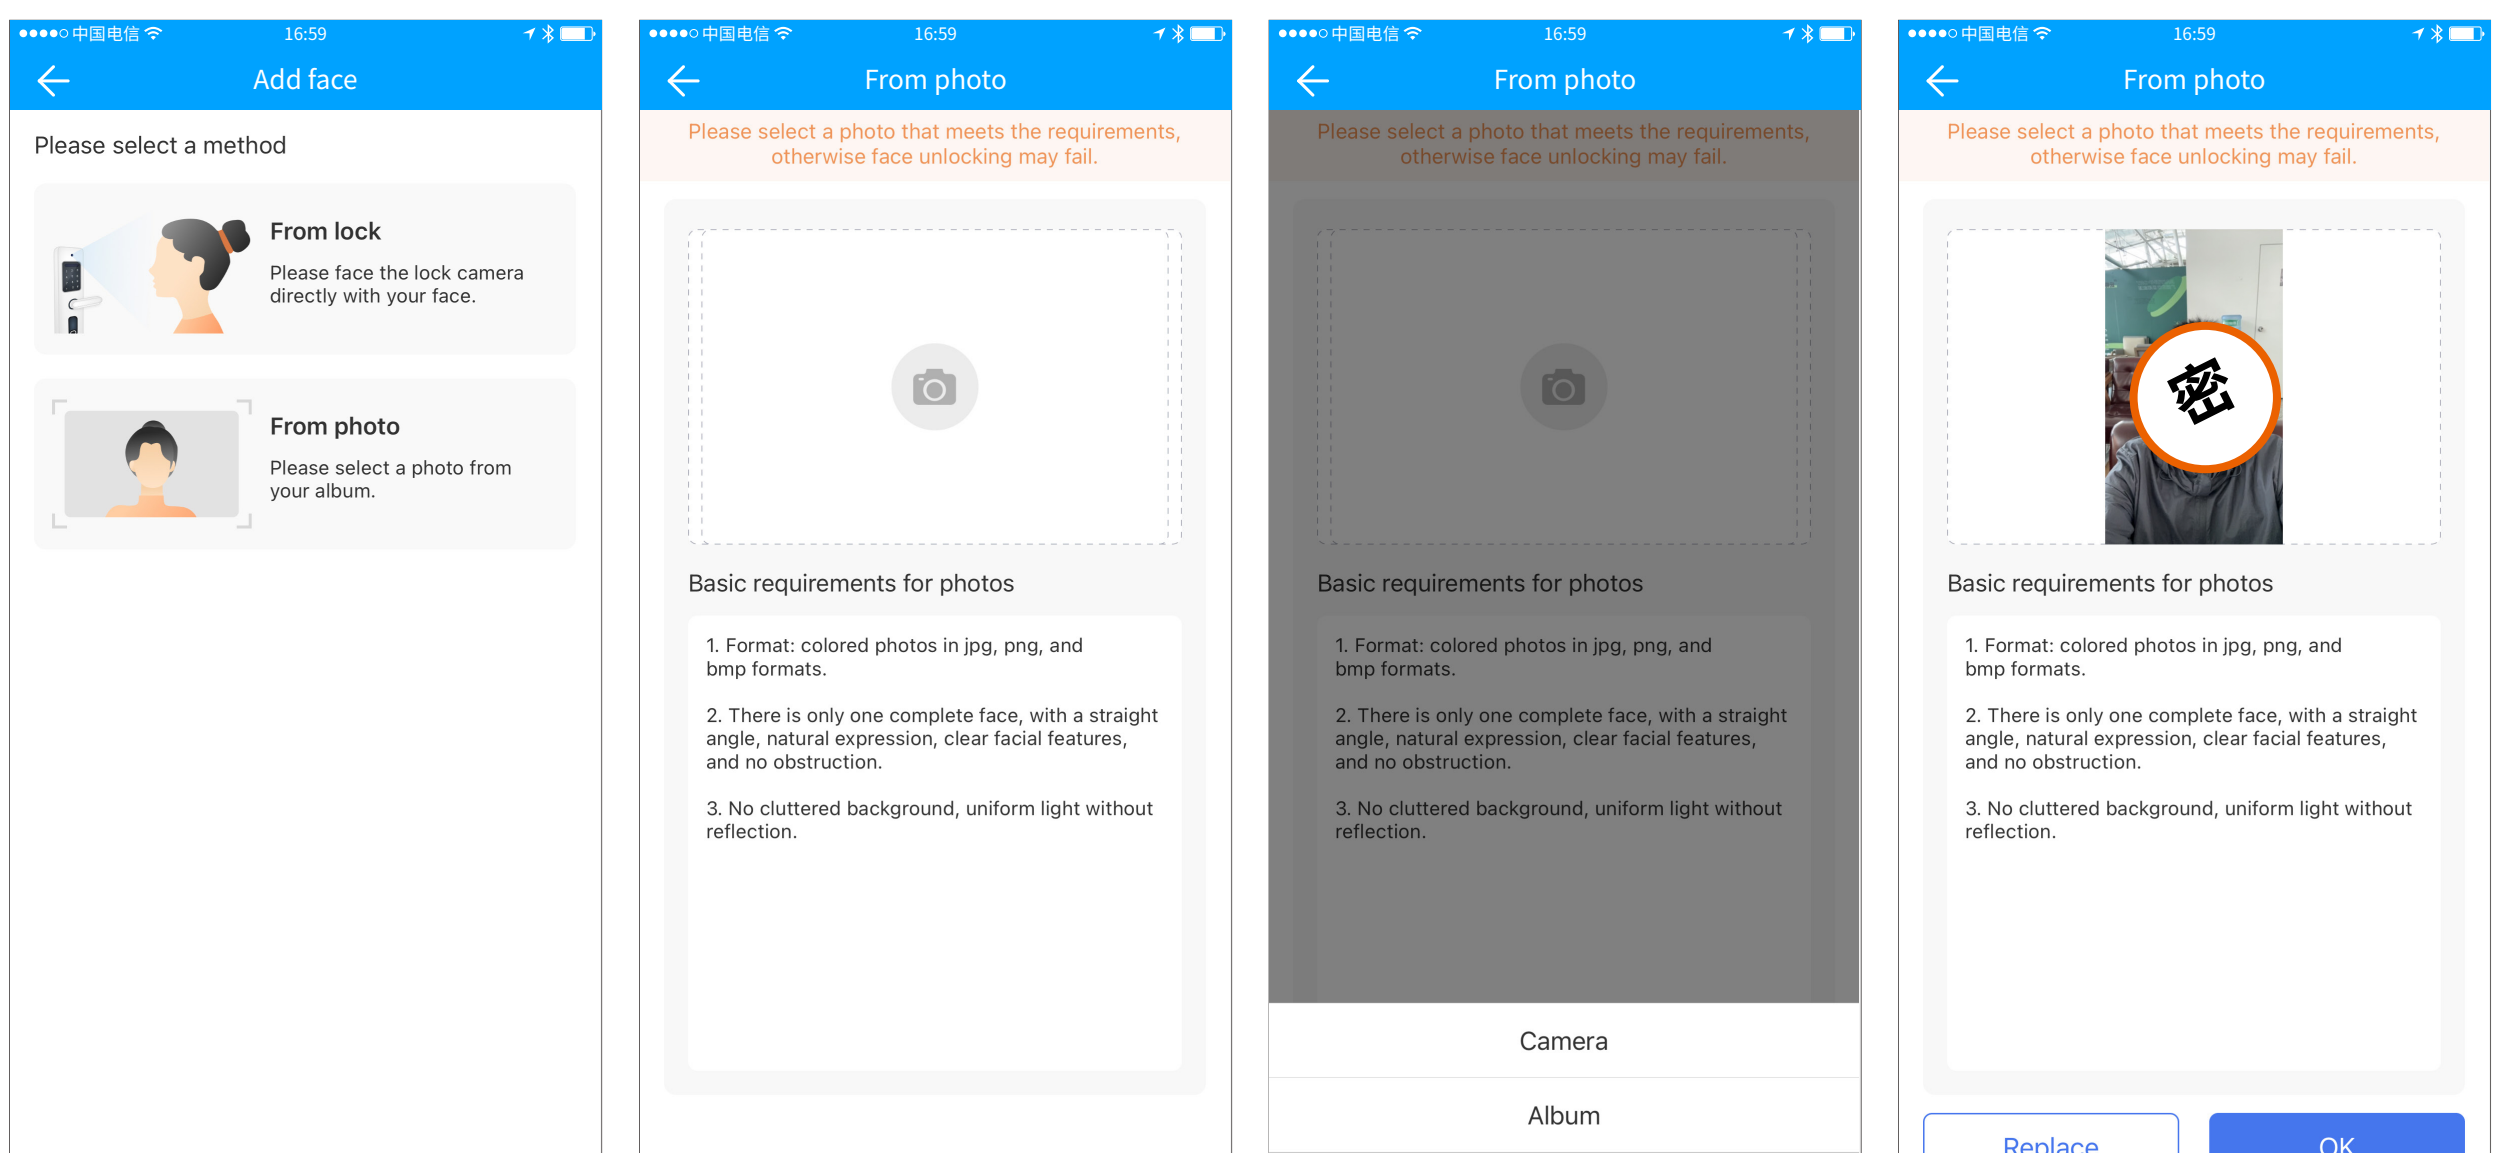 中国电信
16:59
Add face
Please select a method
From lock
Please face the lock camera
directly with your face.
From photo
Please select a photo from
your album.
中国电信
16:59
From photo
Please select a photo that meets the requirements,
otherwise face unlocking may fail.
Basic requirements for photos
1. Format: colored photos in jpg, png, and
bmp formats.
2. There is only one complete face, with a straight
angle, natural expression, clear facial features,
and no obstruction.
3. No cluttered background, uniform light without
reflection.
中国电信
16:59
From photo
Please select a photo that meets the requirements,
otherwise face unlocking may fail.
Basic requirements for photos
1. Format: colored photos in jpg, png, and
bmp formats.
2. There is only one complete face, with a straight
angle, natural expression, clear facial features,
and no obstruction.
3. No cluttered background, uniform light without
reflection.
Camera
Album
中国电信
16:59
From photo
Please select a photo that meets the requirements,
otherwise face unlocking may fail.
密
Basic requirements for photos
1. Format: colored photos in jpg, png, and
bmp formats.
2. There is only one complete face, with a straight
angle, natural expression, clear facial features,
and no obstruction.
3. No cluttered background, uniform light without
reflection.
Replace
OK